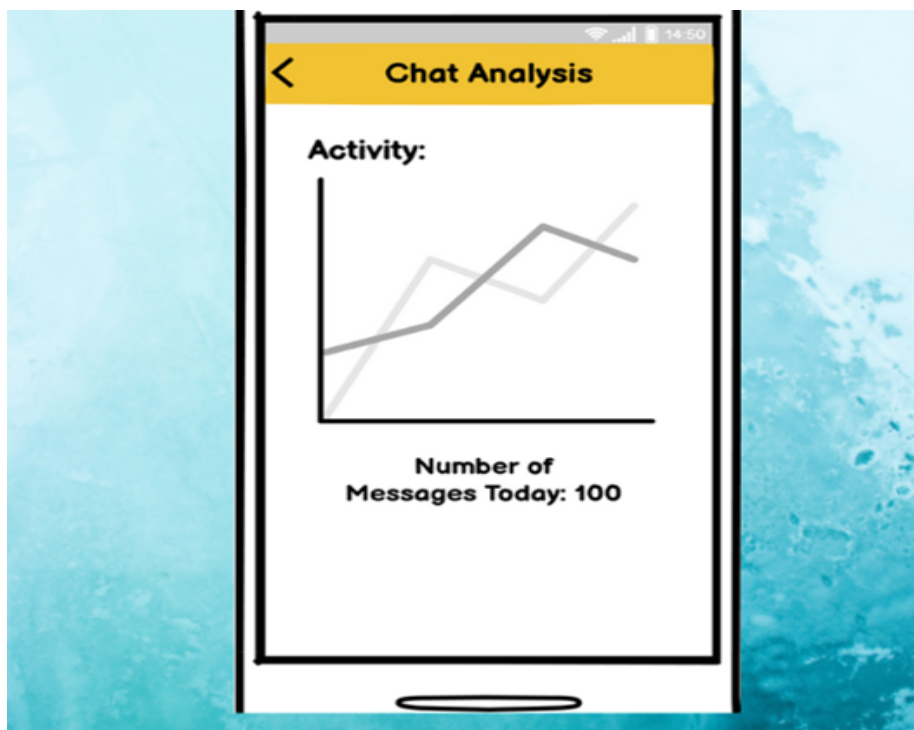 14:50
Chat Analysis
Activity:
Number of
Messages Today: 100